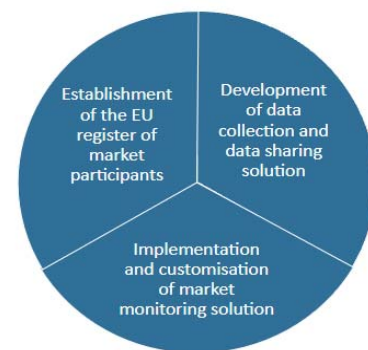 Establishment
of the EU
register of
market
participants
Development
of data
collection and
data sharing
solution
Implementation
and customisation
of market
monitoring solution